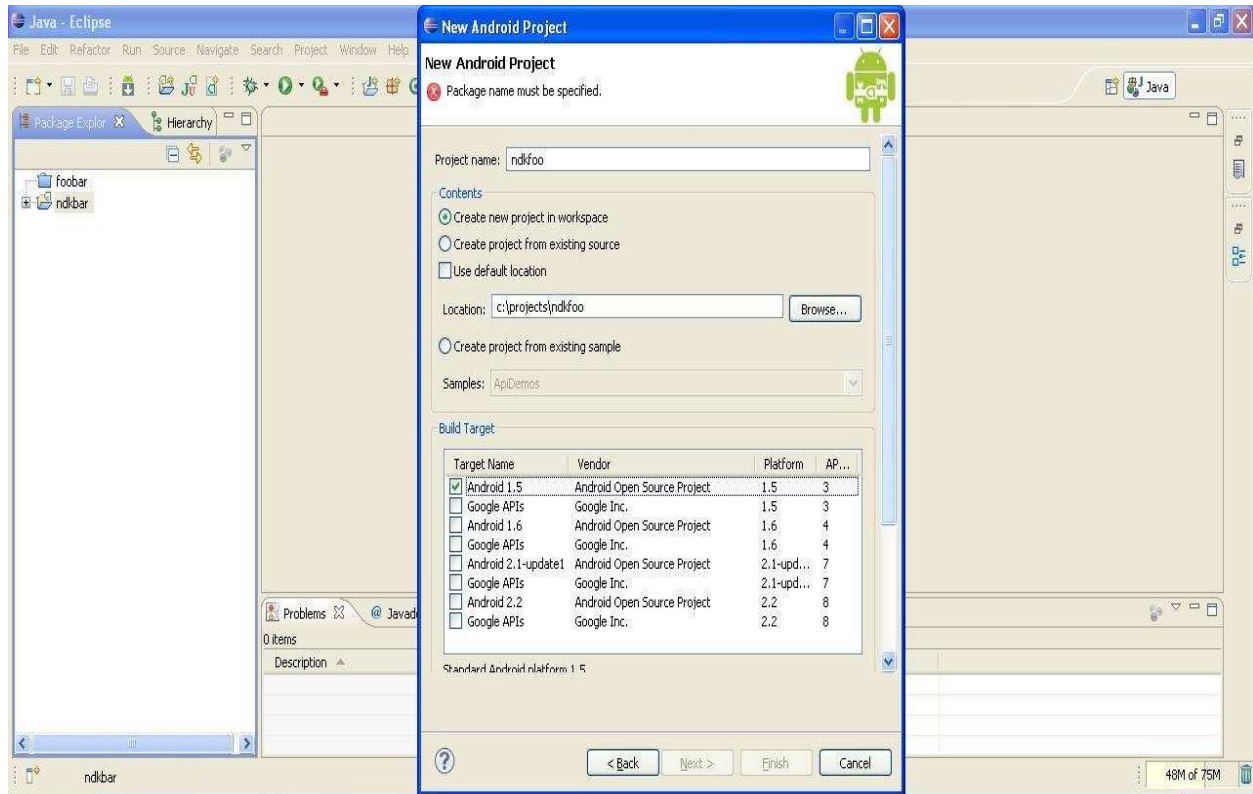 Java - Eclipse
File Edit Refactor Run Source Navigate Search Project Window Help
Java
Package Explor
Hierarchy
foobar
ndkbar
New Android Project
New Android Project
Package name must be specified.
Project name: ndkfoo
Contents
Create new project in workspace
Create project from existing source
Use default location
Location: c:\projects\ndkfoo Browse...
Create project from existing sample
Samples: ApiDemos
Build Target
Target Name Vendor Platform AP...
Android 1.5 Android Open Source Project 1.5 3
Google APIs Google Inc. 1.5 3
Android 1.6 Android Open Source Project 1.6 4
Google APIs Google Inc. 1.6 4
Android 2.1-update1 Android Open Source Project 2.1-upd... 7
Google APIs Google Inc. 2.1-upd... 7
Android 2.2 Android Open Source Project 2.2 8
Google APIs Google Inc. 2.2 8
Standard Android platform 1.5
< Back Next > Finish Cancel
Problems @ Javad
0 items
Description
ndkbar
48M of 75M